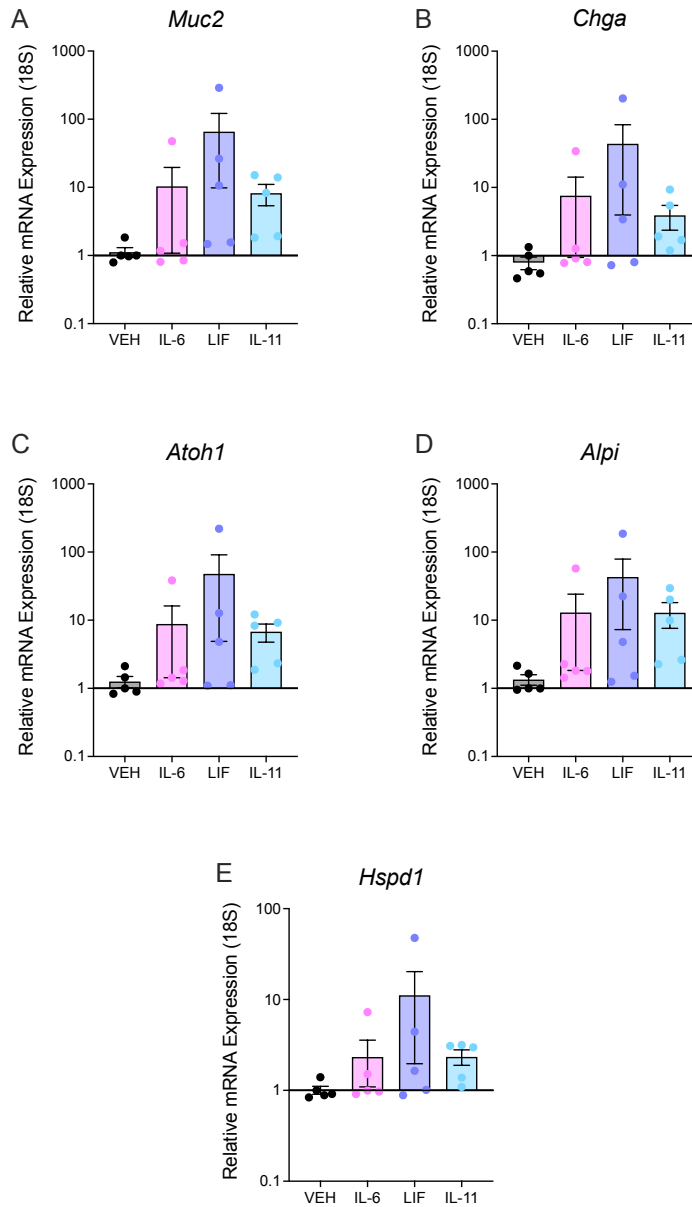 A
Muc2
Relative mRNA Expression (18S)
1000
100
10
1
0.1
VEH IL-6 LIF IL-11
B
Chga
Relative mRNA Expression (18S)
1000
100
10
1
0.1
VEH IL-6 LIF IL-11
C
Atoh1
Relative mRNA Expression (18S)
1000
100
10
1
0.1
VEH IL-6 LIF IL-11
D
Alpi
Relative mRNA Expression (18S)
1000
100
10
1
0.1
VEH IL-6 LIF IL-11
E
Hspd1
Relative mRNA Expression (18S)
100
10
1
0.1
VEH IL-6 LIF IL-11